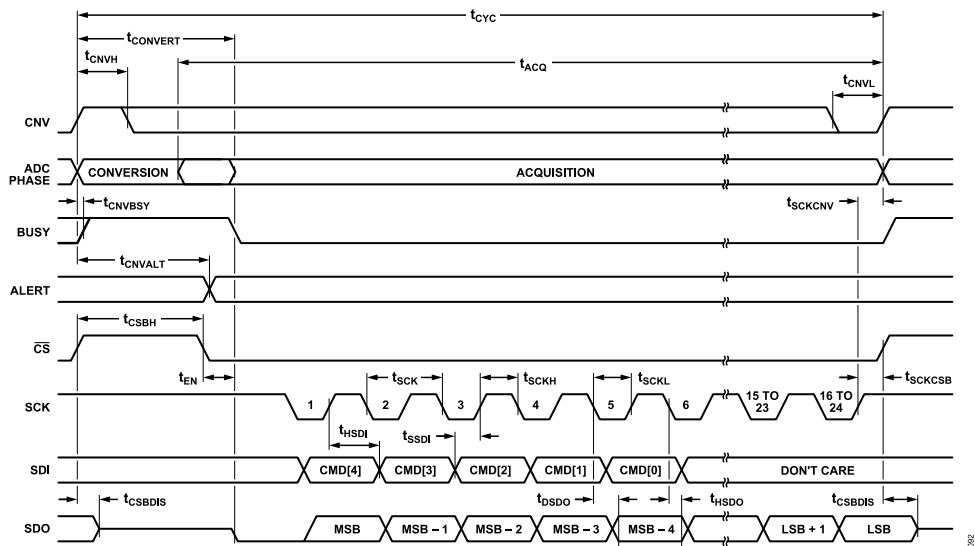 tCYC
tCONVERT
tCNVH
tACQ
tCNVL
CNV
ADC PHASE
CONVERSION
ACQUISITION
tCNVBSY
tSCKCNV
BUSY
tCNVALT
ALERT
tCSBH
CS
tEN
tSCK
tSCKH
tSCKL
tSCKCSB
SCK
1
2
3
4
5
6
15 TO 23
16 TO 24
tHSDI
tSSDI
SDI
CMD[4]
CMD[3]
CMD[2]
CMD[1]
CMD[0]
DON'T CARE
tCSBDIS
tDSDO
tHSDO
tCSBDIS
SDO
MSB
MSB – 1
MSB – 2
MSB – 3
MSB – 4
LSB + 1
LSB